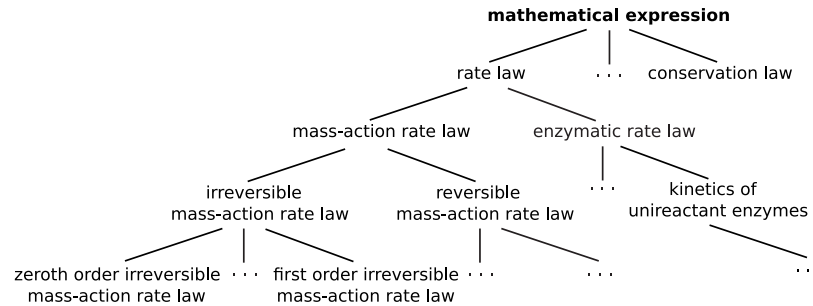 mathematical expression
rate law
. . .
conservation law
mass-action rate law
enzymatic rate law
irreversible
mass-action rate law
reversible
mass-action rate law
. . .
kinetics of
unireactant enzymes
zeroth order irreversible
mass-action rate law
. . .
first order irreversible
mass-action rate law
. . .
. . .
. .